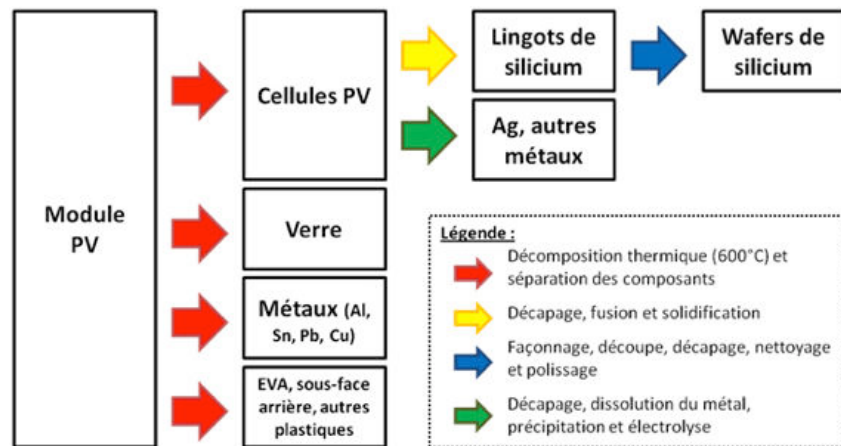 Module
PV
Cellules PV
Lingots de
silicium
Wafers de
silicium
Ag, autres
métaux
Verre
Métaux (Al,
Sn, Pb, Cu)
EVA, sous-face
arrière, autres
plastiques
Légende :
Décomposition thermique (600°C) et
séparation des composants
Décapage, fusion et solidification
Façonnage, découpe, décapage, nettoyage
et polissage
Décapage, dissolution du métal,
précipitation et électrolyse